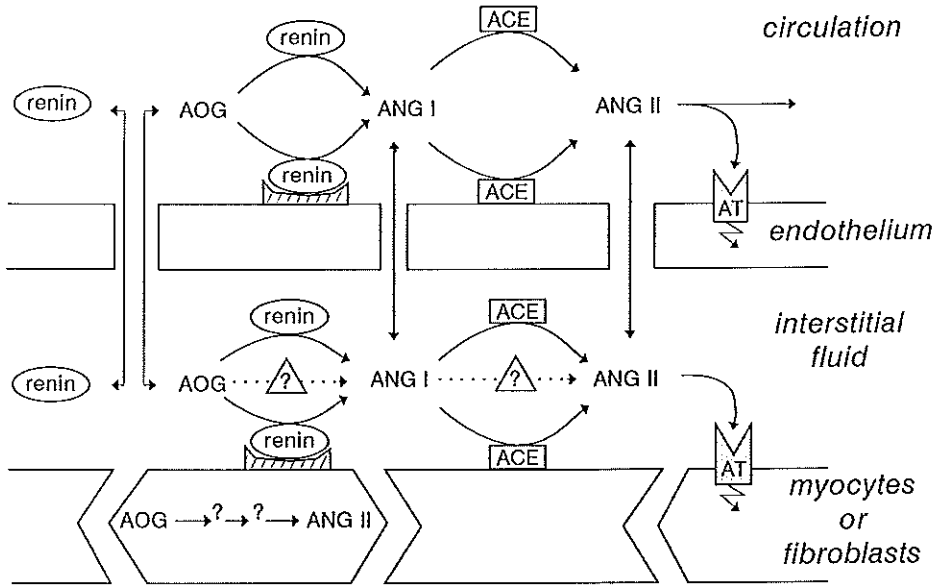 renin
ACE
circulation
renin
AOG
ANG I
ANG II
renin
ACE
AT
endothelium
renin
ACE
interstitial
fluid
renin
AOG
?
ANG I
?
ANG II
renin
ACE
AT
myocytes
or
fibroblasts
AOG
?
?
ANG II